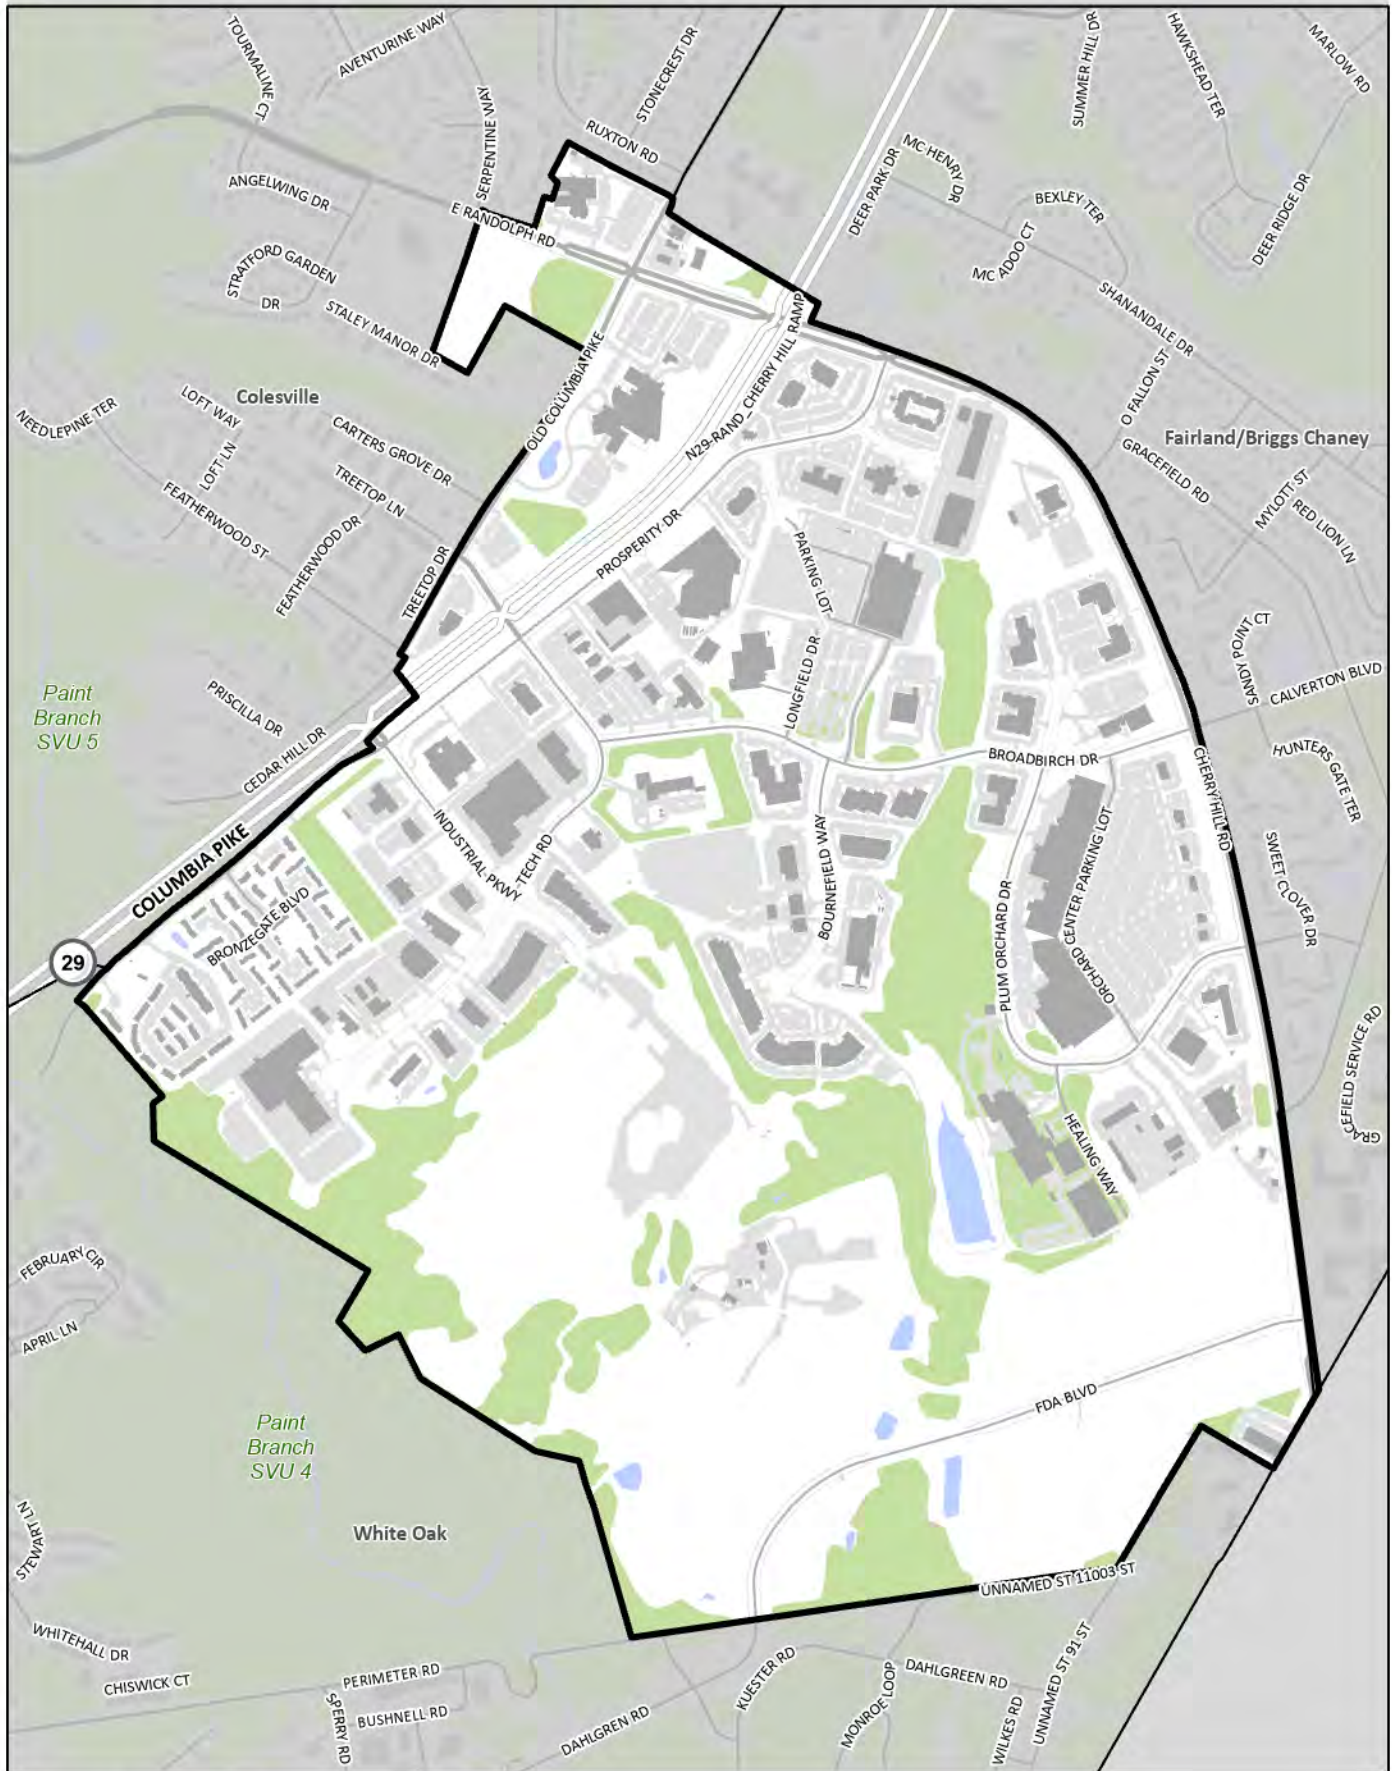 TOURMALINE CT
AVENTURINE WAY
SERPENTINE WAY
STONECREST DR
RUXTON RD
SUMMER HILL DR
HAWKSHEAD TER
MARLOW RD
MC HENRY DR
DEER PARK DR
BEXLEY TER
DEER RIDGE DR
ANGELWING DR
E RANDOLPH RD
MC ADOO CT
STRATFORD GARDEN
DR
STALEY MANOR DR
SHANANDALE DR
N29-RAND_CHERRY HILL RAMP
OLD COLUMBIA PIKE
O FALLON ST
Colesville
NEEDLEPINE TER
LOFT WAY
LOFT LN
CARTERS GROVE DR
Fairland/Briggs Chaney
GRACEFIELD RD
TREETOP LN
MYLOTT ST
RED LION LN
FEATHERWOOD ST
FEATHERWOOD DR
PROSPERITY DR
PARKING LOT
TREETOP DR
SANDY POINT CT
LONGFIELD DR
CALVERTON BLVD
Paint
Branch
SVU 5
PRISCILLA DR
CEDAR HILL DR
BROADBIRCH DR
HUNTERS GATE TER
CHERRY HILL RD
INDUSTRIAL PKWY
TECH RD
BOURNEFIELD WAY
ORCHARD CENTER PARKING LOT
SWEET CLOVER DR
COLUMBIA PIKE
BRONZEGATE BLVD
PLUM ORCHARD DR
29
GRACEFIELD SERVICE RD
GRA
HEALING WAY
FEBRUARY CIR
APRIL LN
FDA BLVD
Paint
Branch
SVU 4
White Oak
STEWART LN
UNNAMED ST 11003 ST
WHITEHALL DR
CHISWICK CT
PERIMETER RD
SPERRY RD
BUSHNELL RD
DAHLGREN RD
KUESTER RD
MONROE LOOP
DAHLGREEN RD
WILKES RD
UNNAMED ST 91 ST